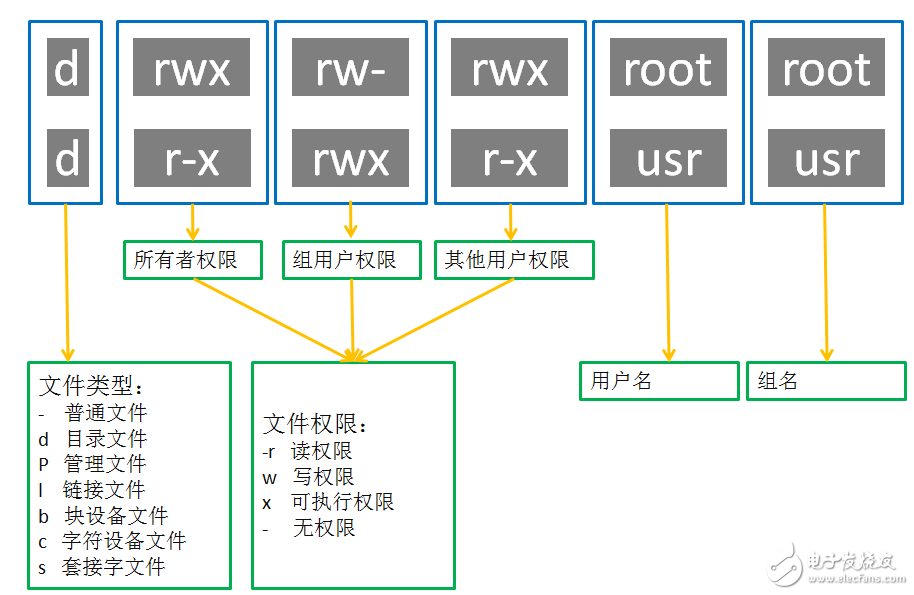 d rwx rw- rwx root root
d r-x rwx r-x usr usr
所有者权限 组用户权限 其他用户权限
文件类型：
- 普通文件
d 目录文件
P 管理文件
l 链接文件
b 块设备文件
c 字符设备文件
s 套接字文件
文件权限：
-r 读权限
w 写权限
x 可执行权限
- 无权限
用户名
组名
电子发烧友
www.elecfans.com